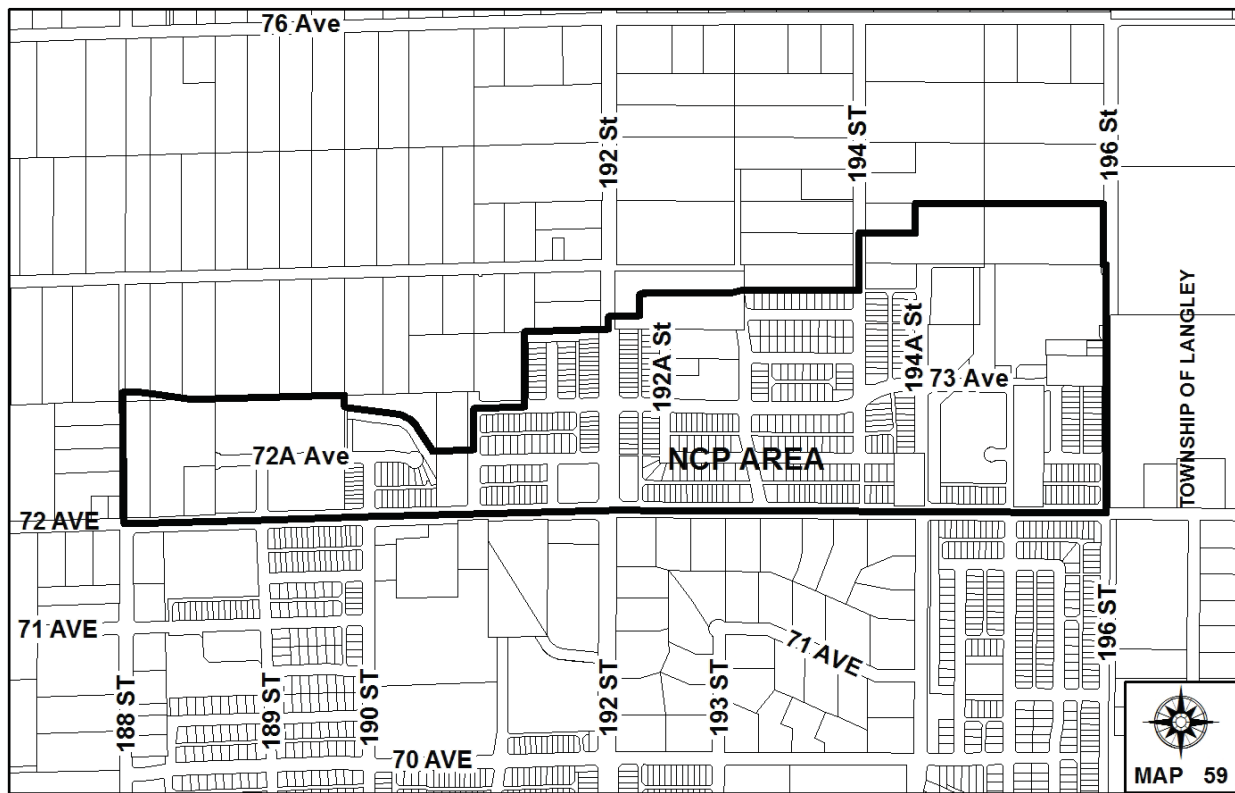 76 Ave
192 St
194 ST
196 St
TOWNSHIP OF LANGLEY
192A St
194A St
73 Ave
72A Ave
NCP AREA
72 AVE
71 AVE
71 AVE
188 ST
189 ST
190 ST
192 ST
193 ST
196 ST
70 AVE
MAP 59